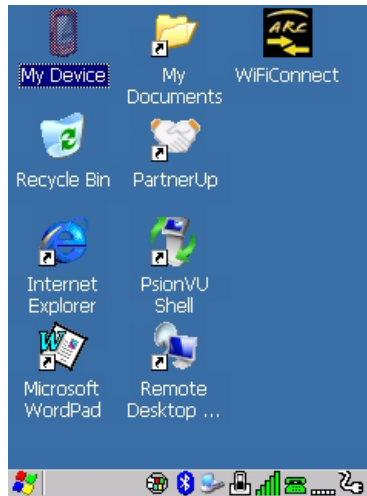 ARC
My Device
My
Documents
WiFiConnect
Recycle Bin
PartnerUp
Internet
Explorer
PsionVU
Shell
W
Microsoft
WordPad
Remote
Desktop ...